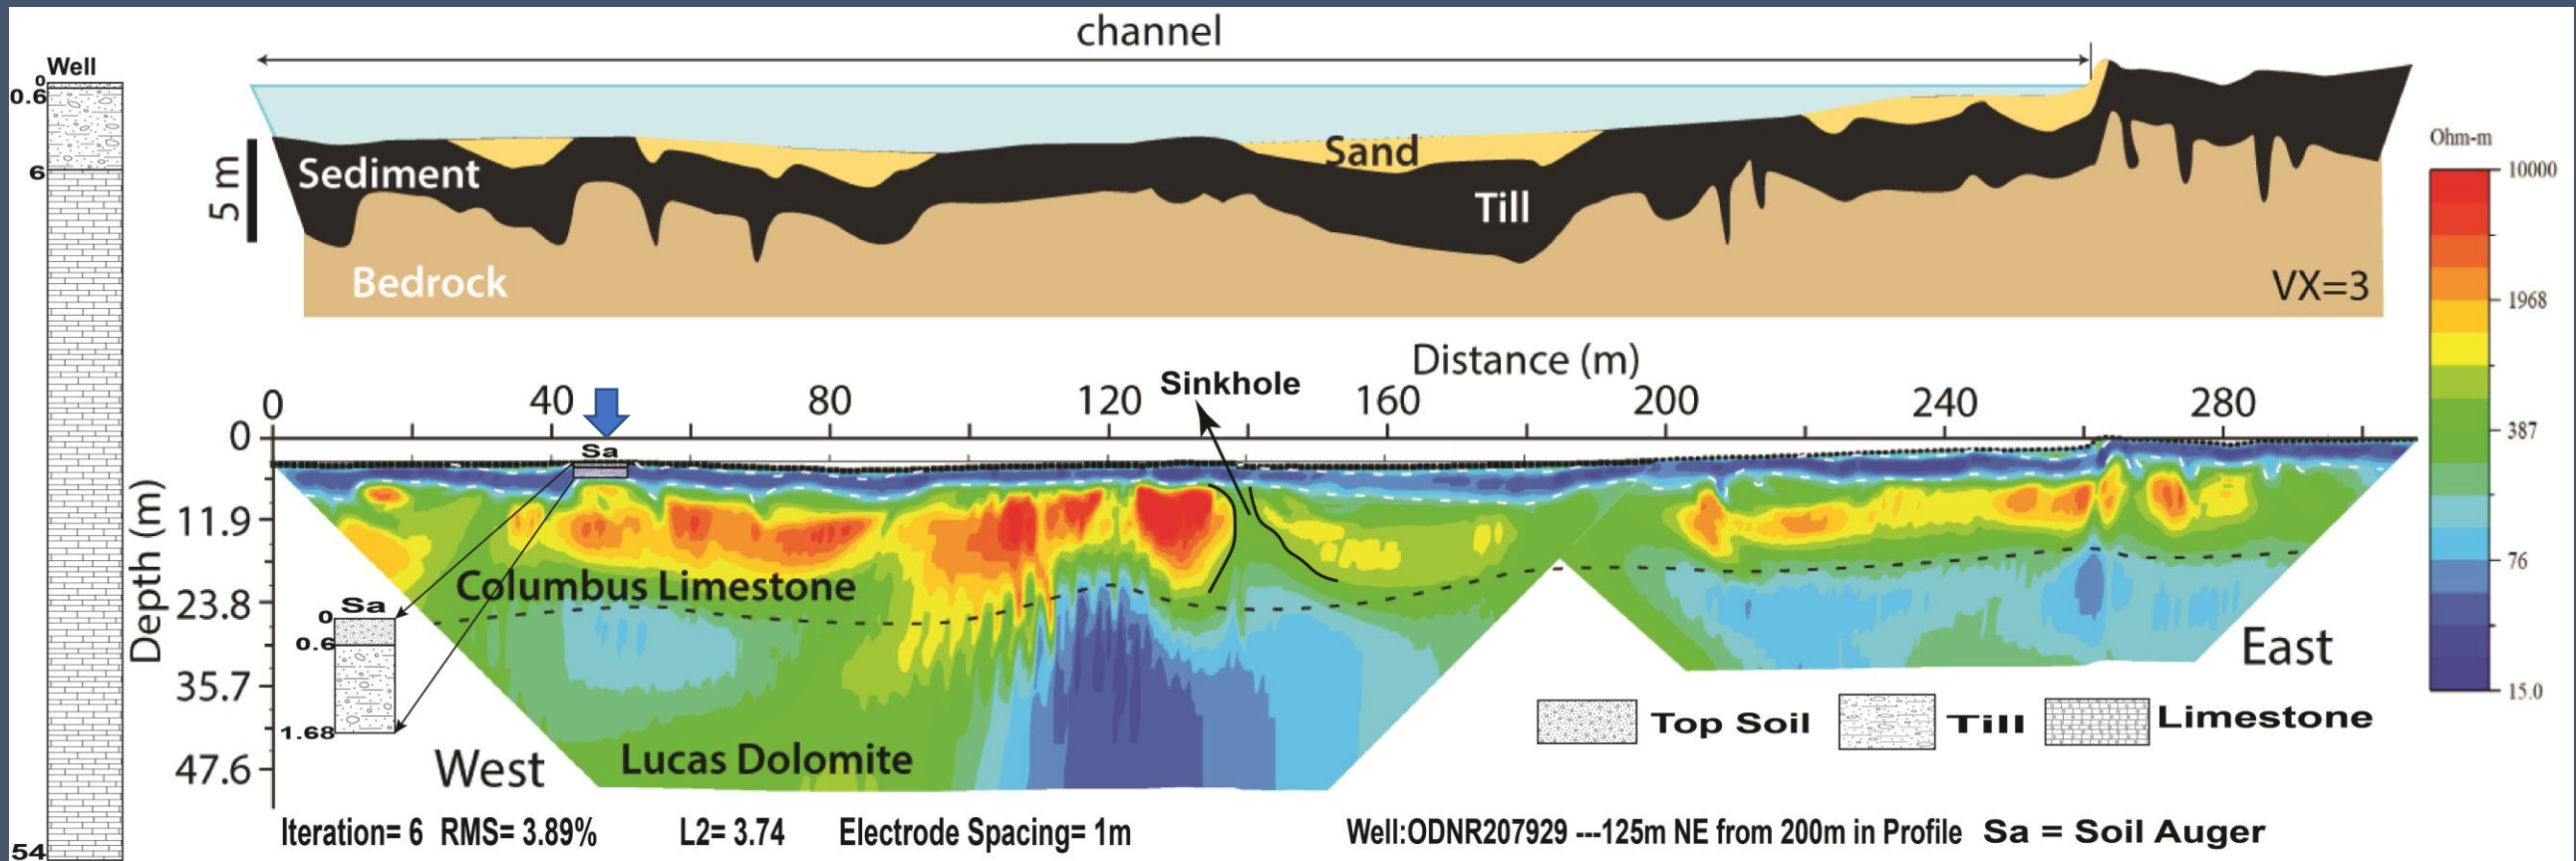 channel
Well
0
0.6
6
54
5 m
Sediment
Sand
Till
Bedrock
VX=3
Ohm-m
10000
1968
387
76
15.0
Distance (m)
0
40
80
120
160
200
240
280
Sinkhole
Sa
Depth (m)
0
11.9
23.8
35.7
47.6
Columbus Limestone
Sa
0
0.6
1.68
West
Lucas Dolomite
East
Top Soil
Till
Limestone
Iteration= 6 RMS= 3.89% L2= 3.74 Electrode Spacing= 1m
Well:ODNR207929 ---125m NE from 200m in Profile Sa = Soil Auger